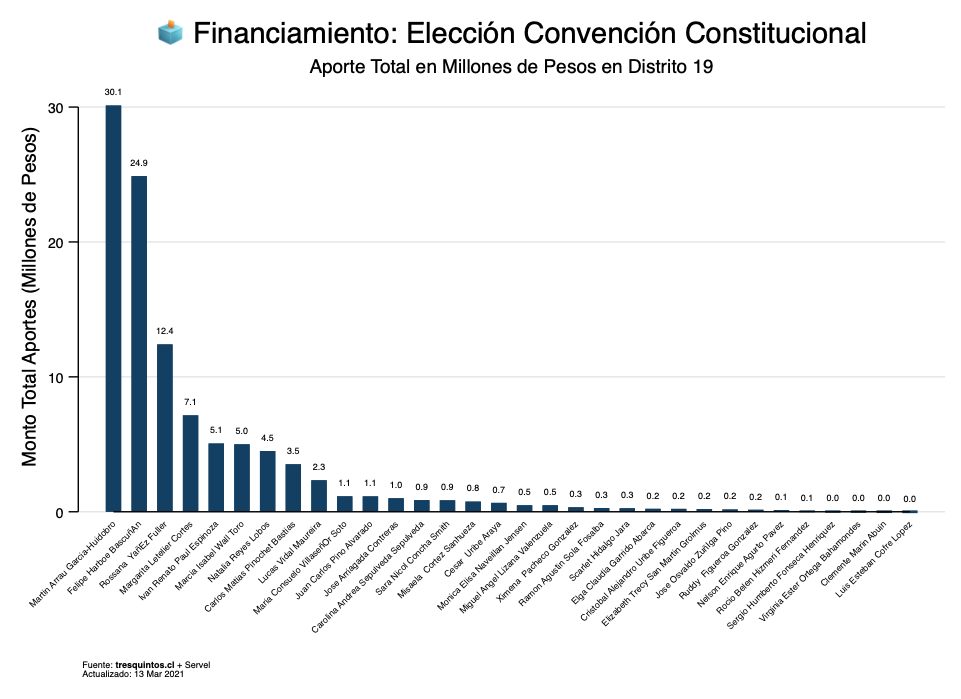 Financiamiento: Elección Convención Constitucional
Aporte Total en Millones de Pesos en Distrito 19
Monto Total Aportes (Millones de Pesos)
30
20
10
0
30.1
24.9
12.4
7.1
5.1
5.0
4.5
3.5
2.3
1.1
1.1
1.0
0.9
0.9
0.8
0.7
0.5
0.5
0.3
0.3
0.3
0.2
0.2
0.2
0.2
0.2
0.1
0.1
0.0
0.0
0.0
0.0
Martin Arrau Garcia-Huidobro
Felipe Harboe BascuñAn
Rossana YañEz Fuller
Margarita Letelier Cortes
Ivan Renato Paul Espinoza
Marcia Isabel Wall Toro
Natalia Reyes Lobos
Carlos Matias Pinochet Bastias
Lucas Vidal Maureira
Maria Consuelo VillaseñOr Soto
Juan Carlos Pino Alvarado
Jose Arriagada Contreras
Carolina Andrea Sepulveda Sepulveda
Sara Nicol Concha Smith
Misaela Cortez Sanhueza
Cesar Uribe Araya
Monica Elisa Naveillan Jensen
Miguel Angel Lizana Valenzuela
Ximena Pacheco Gonzalez
Ramon Agustin Sola Fosalba
Scarlet Hidalgo Jara
Elga Claudia Garrido Abarca
Cristobal Alejandro Uribe Figueroa
Elizabeth Trecy San Martin Grolmus
Jose Osvaldo Zuñiga Pino
Ruddy Figueroa Gonzalez
Nelson Enrique Agurto Pavez
Rocio Belen Hizmeri Fernandez
Sergio Humberto Fonseca Henriquez
Virginia Ester Ortega Bahamondes
Clemente Marin Abuin
Luis Esteban Cofre Lopez
Fuente: tresquintos.cl + Servel
Actualizado: 13 Mar 2021